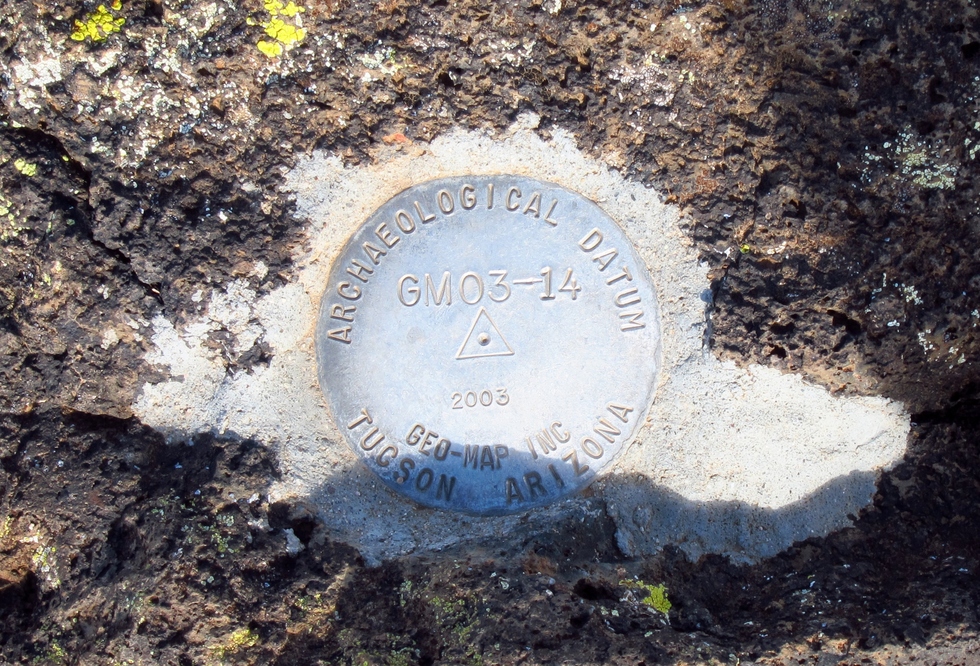 ARCHAEOLOGICAL DATUM
GM03-14
2003
GEO-MAP INC
TUCSON ARIZONA